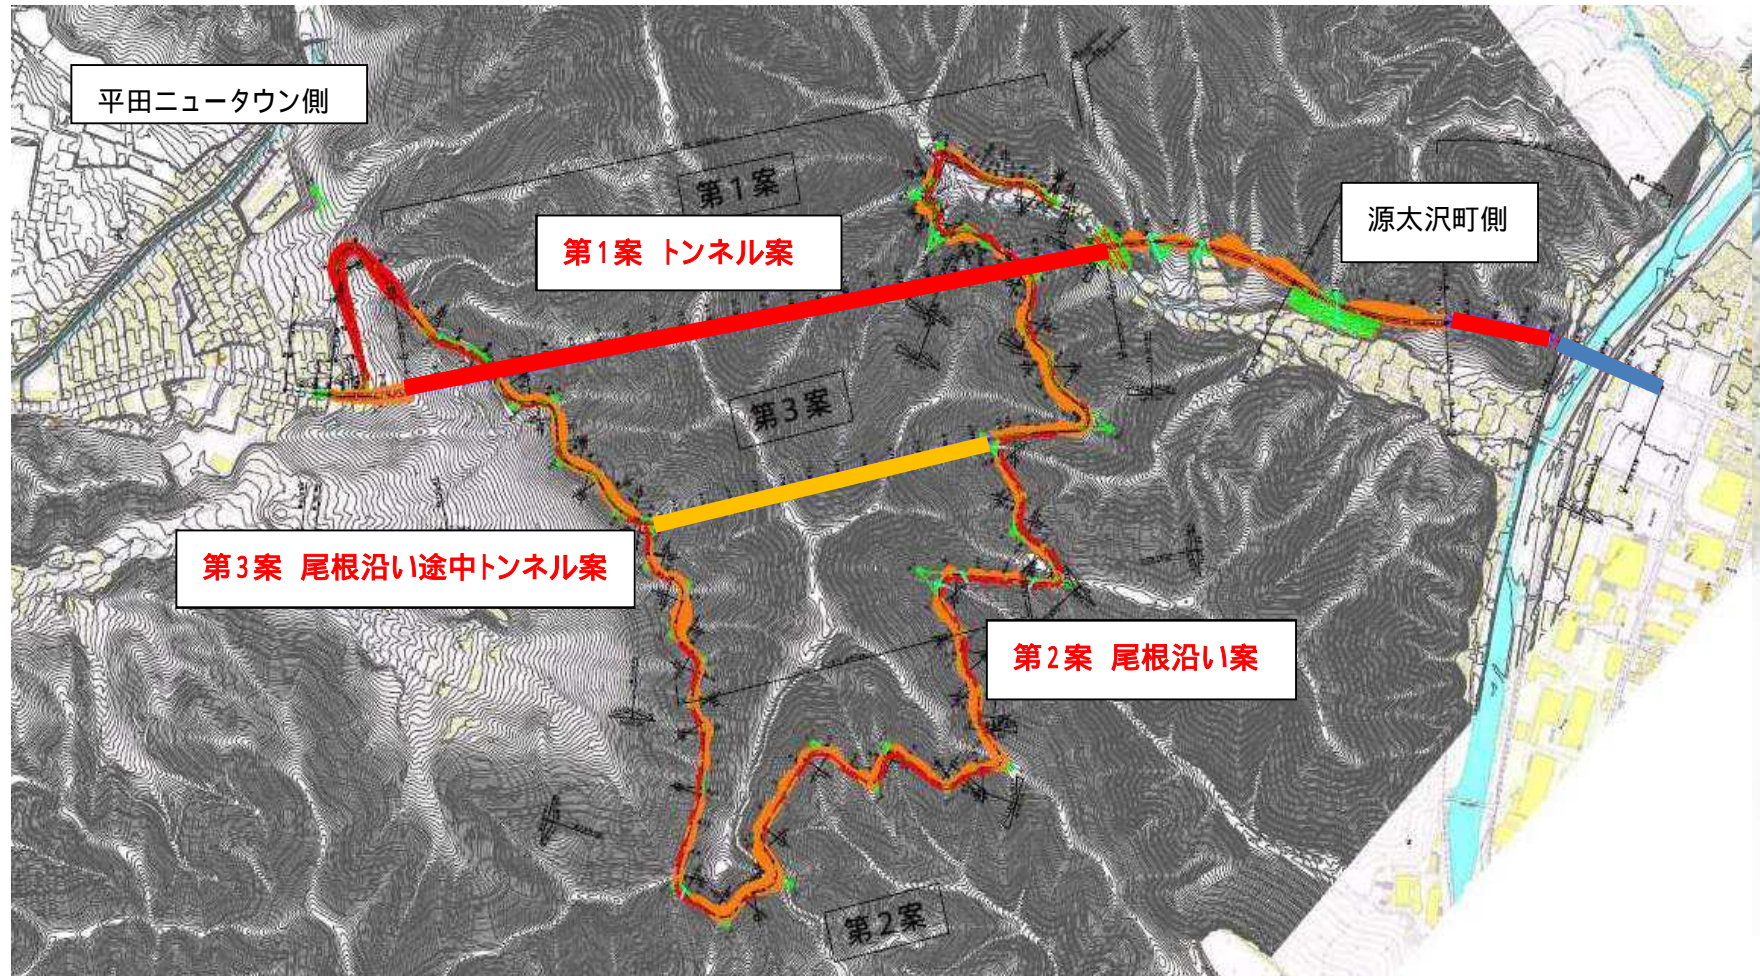 平田ニュータウン側
第1案
第1案 トンネル案
源太沢町側
第3案
第3案 尾根沿い途中トンネル案
第2案 尾根沿い案
第2案